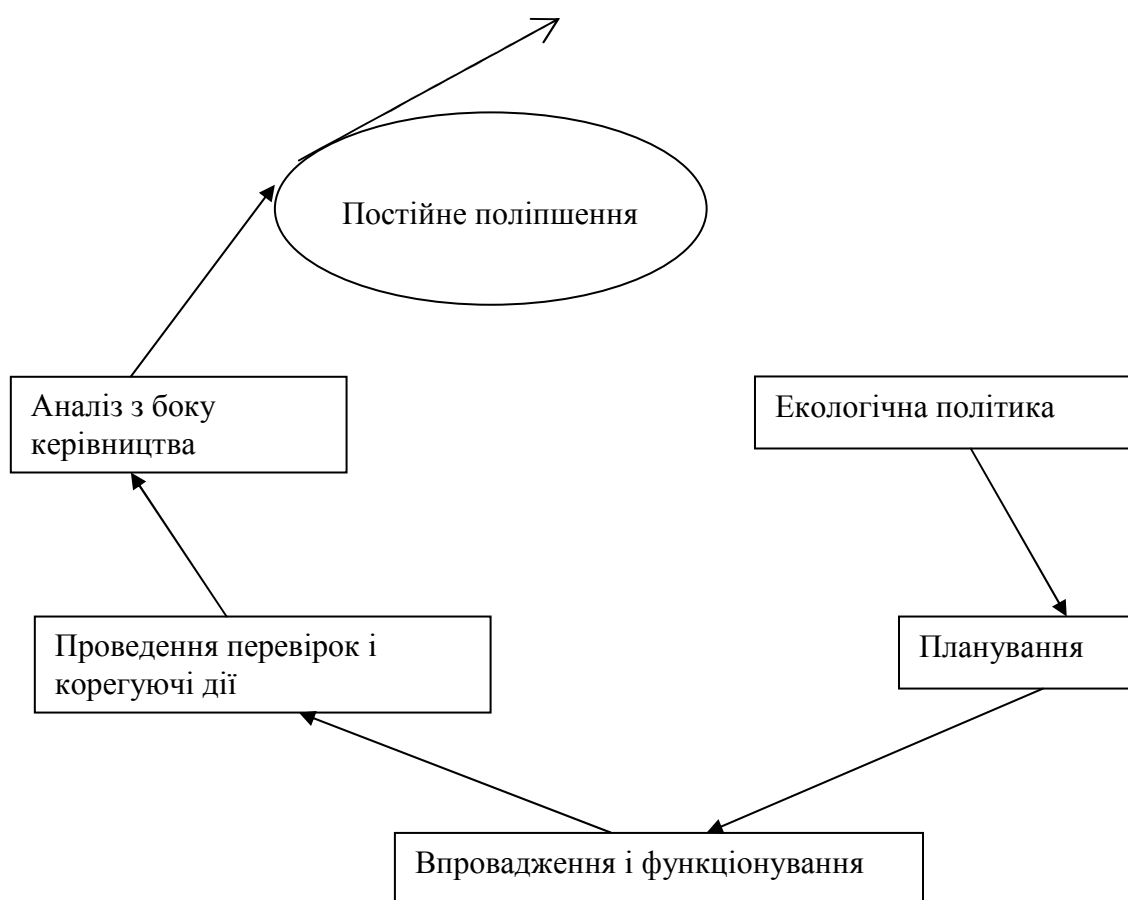 Постійне поліпшення
Аналіз з боку
керівництва
Екологічна політика
Проведення перевірок і
корегуючі дії
Планування
Впровадження і функціонування